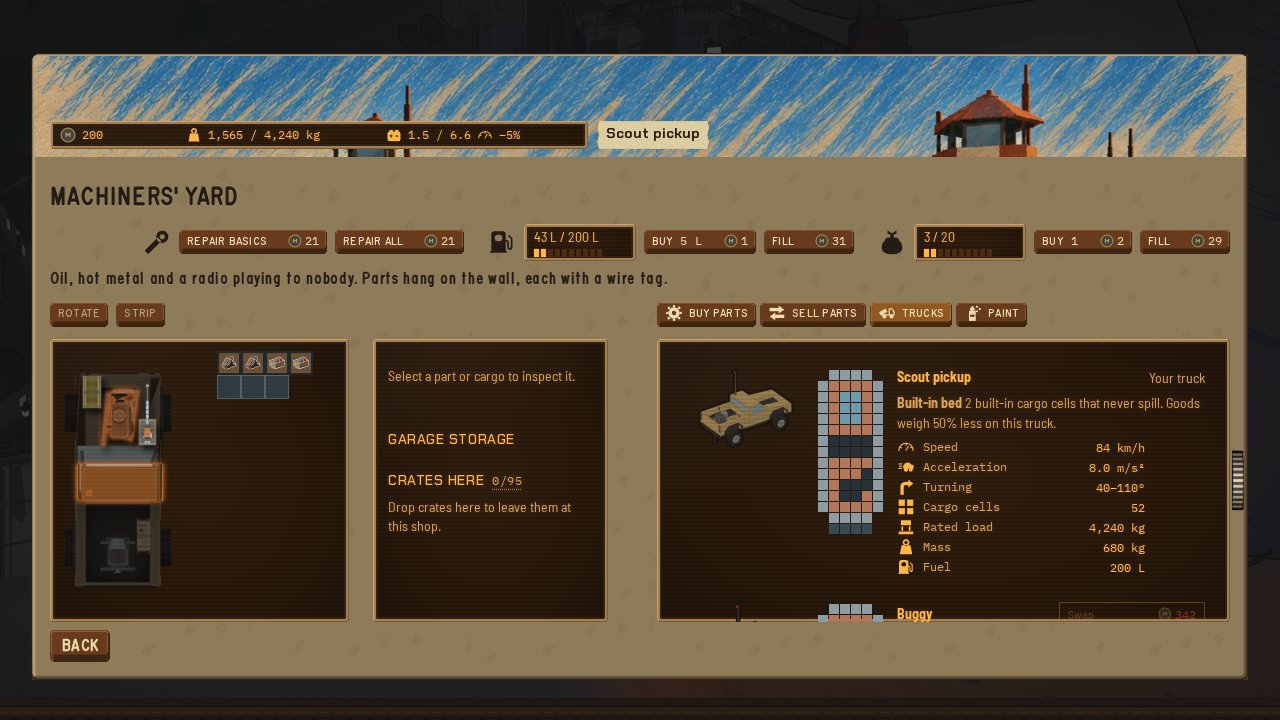 200
1,565 / 4,240 kg
1.5 / 6.6
−5%
Scout pickup
MACHINERS' YARD
REPAIR BASICS 21
REPAIR ALL 21
43 L / 200 L
BUY 5 L 1
FILL 31
3 / 20
BUY 1 2
FILL 29
Oil, hot metal and a radio playing to nobody. Parts hang on the wall, each with a wire tag.
ROTATE
STRIP
BUY PARTS
SELL PARTS
TRUCKS
PAINT
Select a part or cargo to inspect it.
GARAGE STORAGE
CRATES HERE 0/95
Drop crates here to leave them at
this shop.
Scout pickup
Your truck
Built-in bed 2 built-in cargo cells that never spill. Goods
weigh 50% less on this truck.
Speed 84 km/h
Acceleration 8.0 m/s²
Turning 40–110°
Cargo cells 52
Rated load 4,240 kg
Mass 680 kg
Fuel 200 L
Buggy
Swap 342
BACK